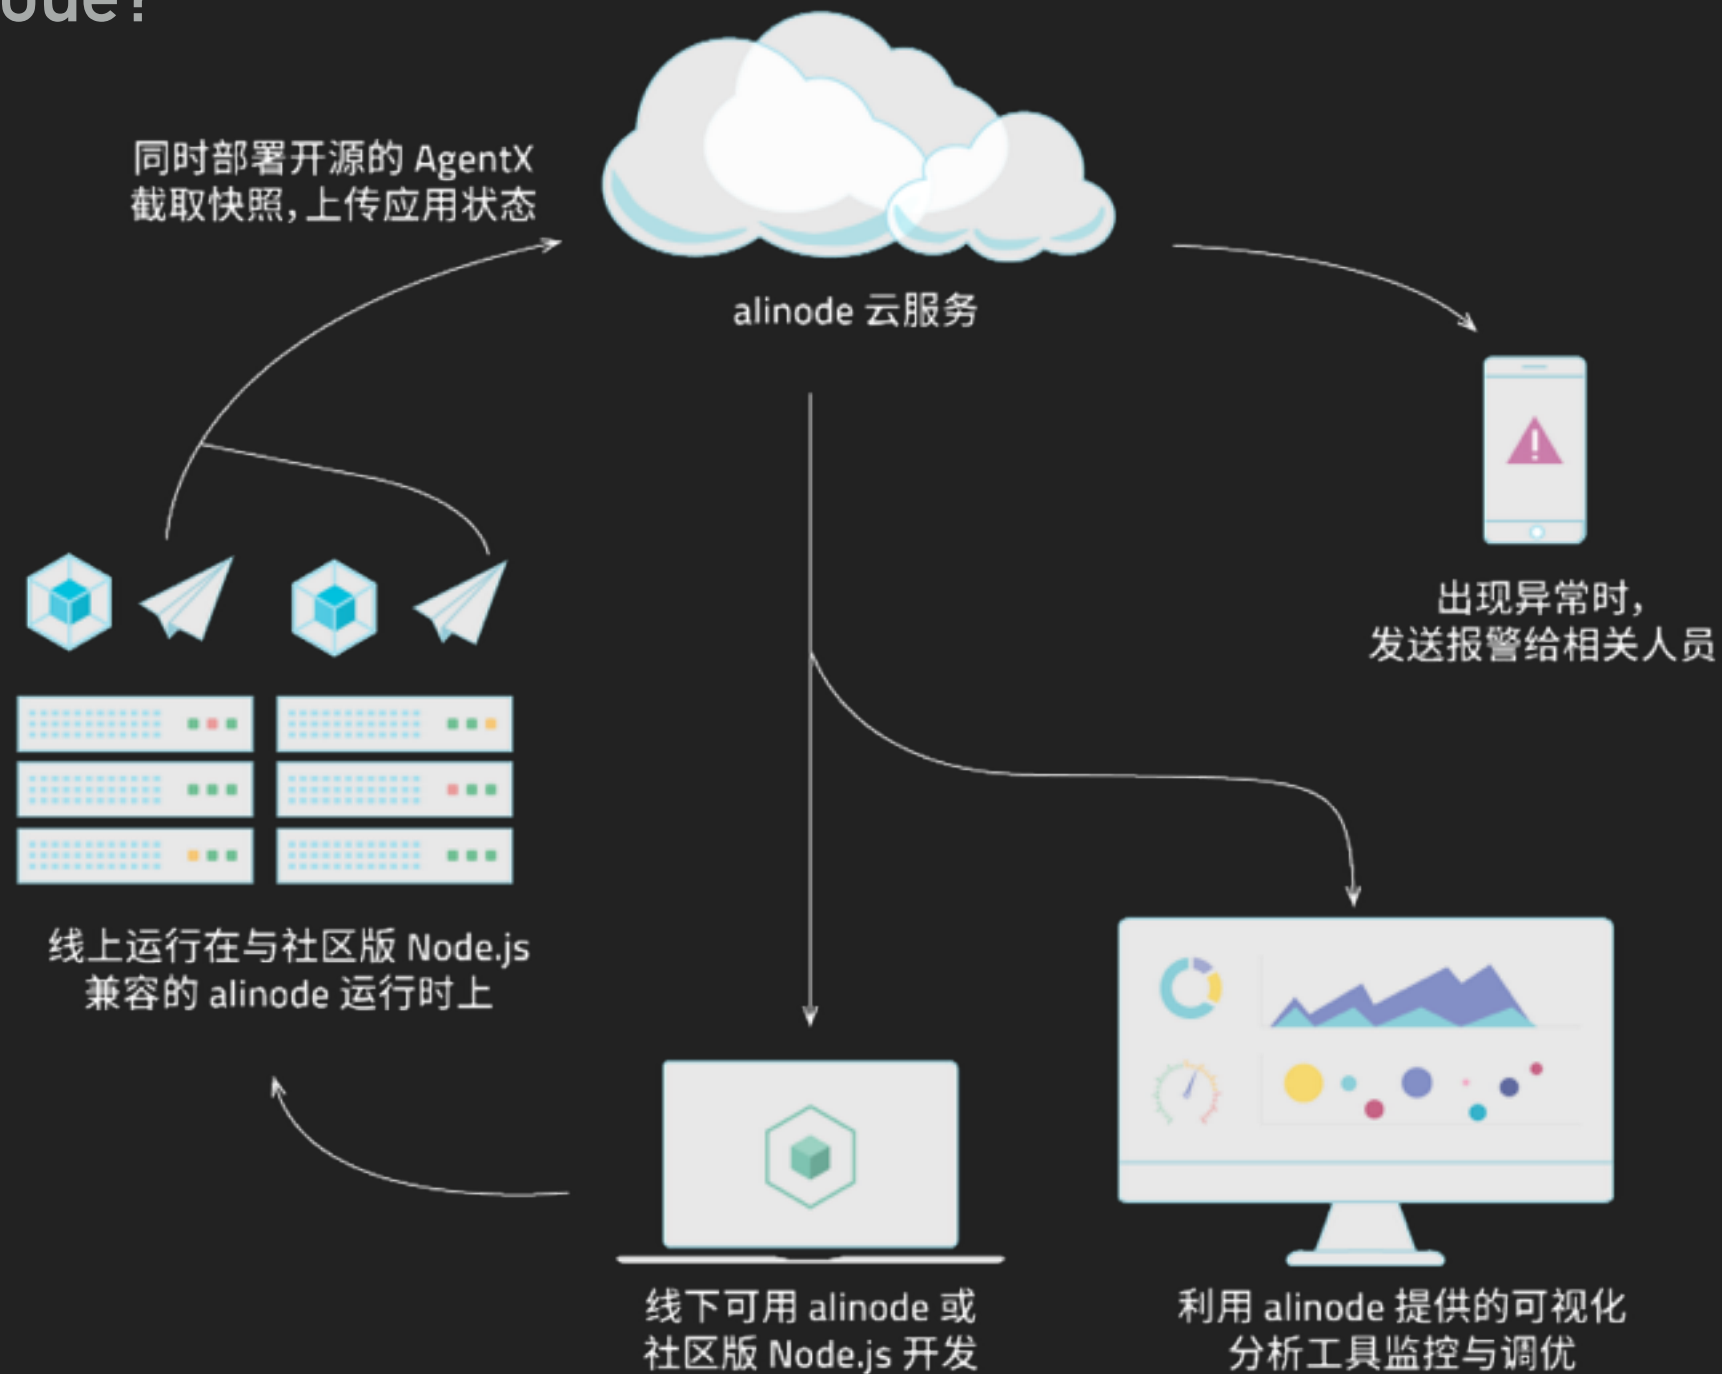 ode?
同时部署开源的 AgentX
截取快照,上传应用状态
alinode 云服务
出现异常时,
发送报警给相关人员
线上运行在与社区版 Node.js
兼容的 alinode 运行时上
线下可用 alinode 或
社区版 Node.js 开发
利用 alinode 提供的可视化
分析工具监控与调优